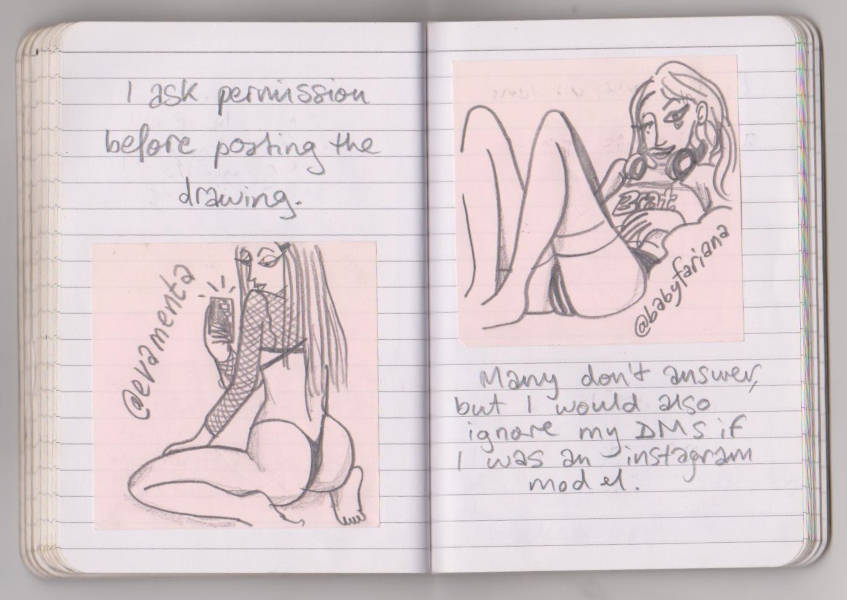 I ask permission
before posting the
drawing.
@evamenta
Brat
@babyfariana
Many don't answer,
but I would also
ignore my DMs if
I was an instagram
model.